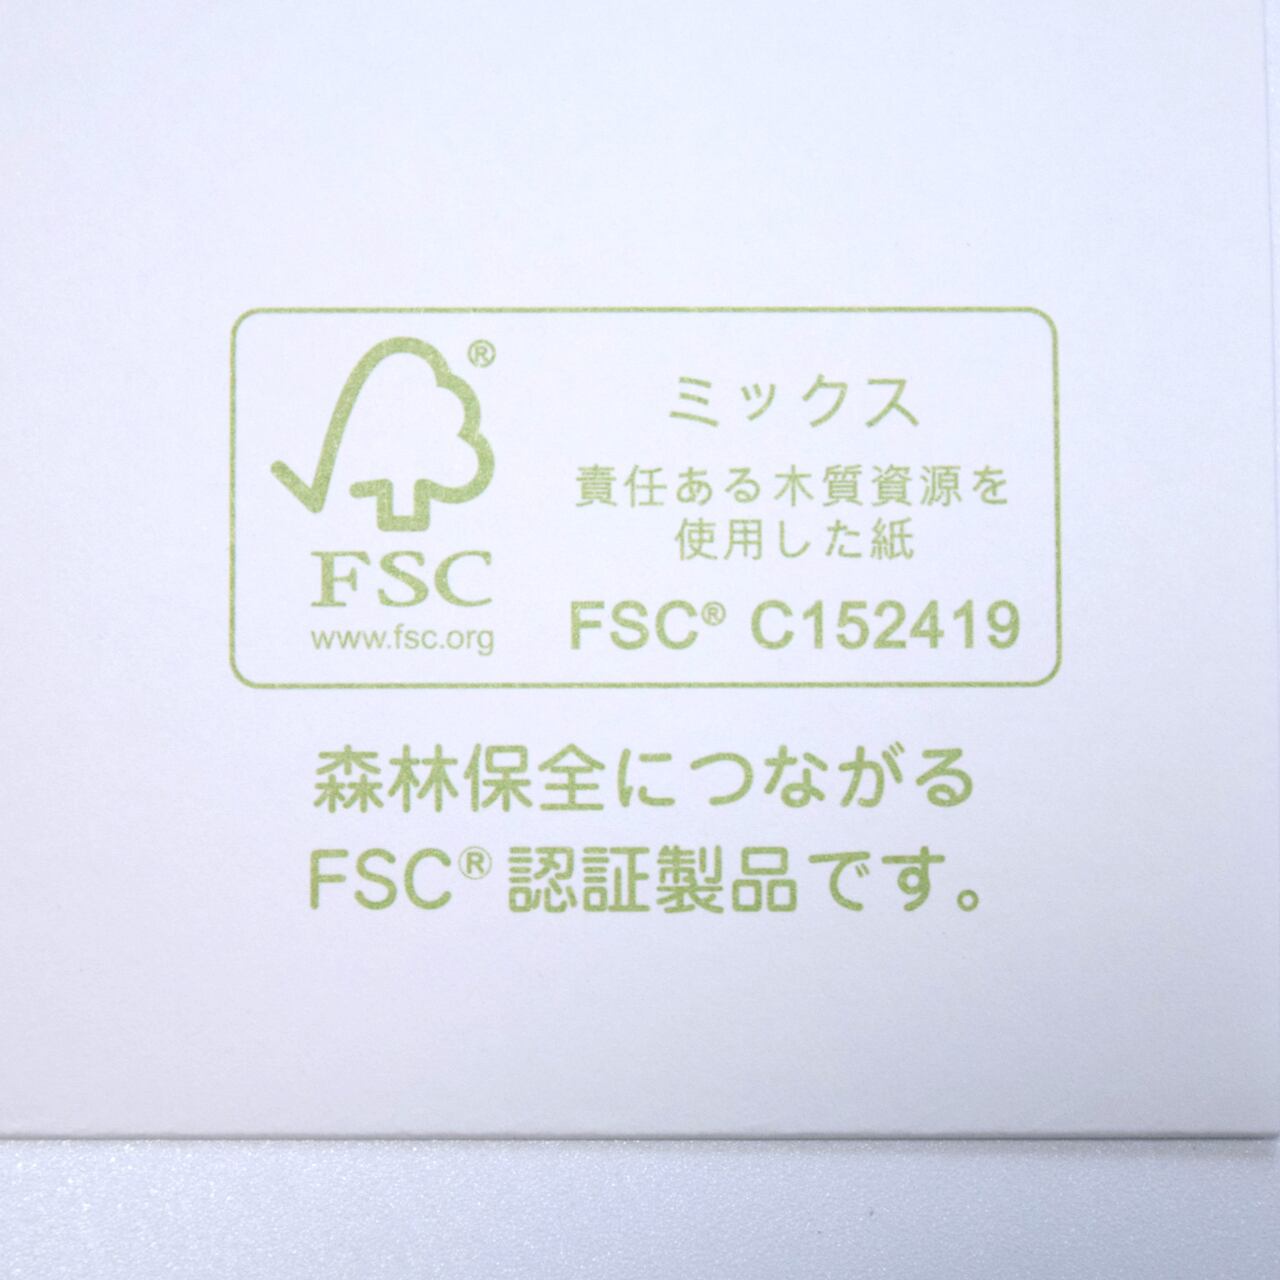 ®
FSC
www.fsc.org
ミックス
責任ある木質資源を
使用した紙
FSC® C152419
森林保全につながる
FSC®認証製品です。